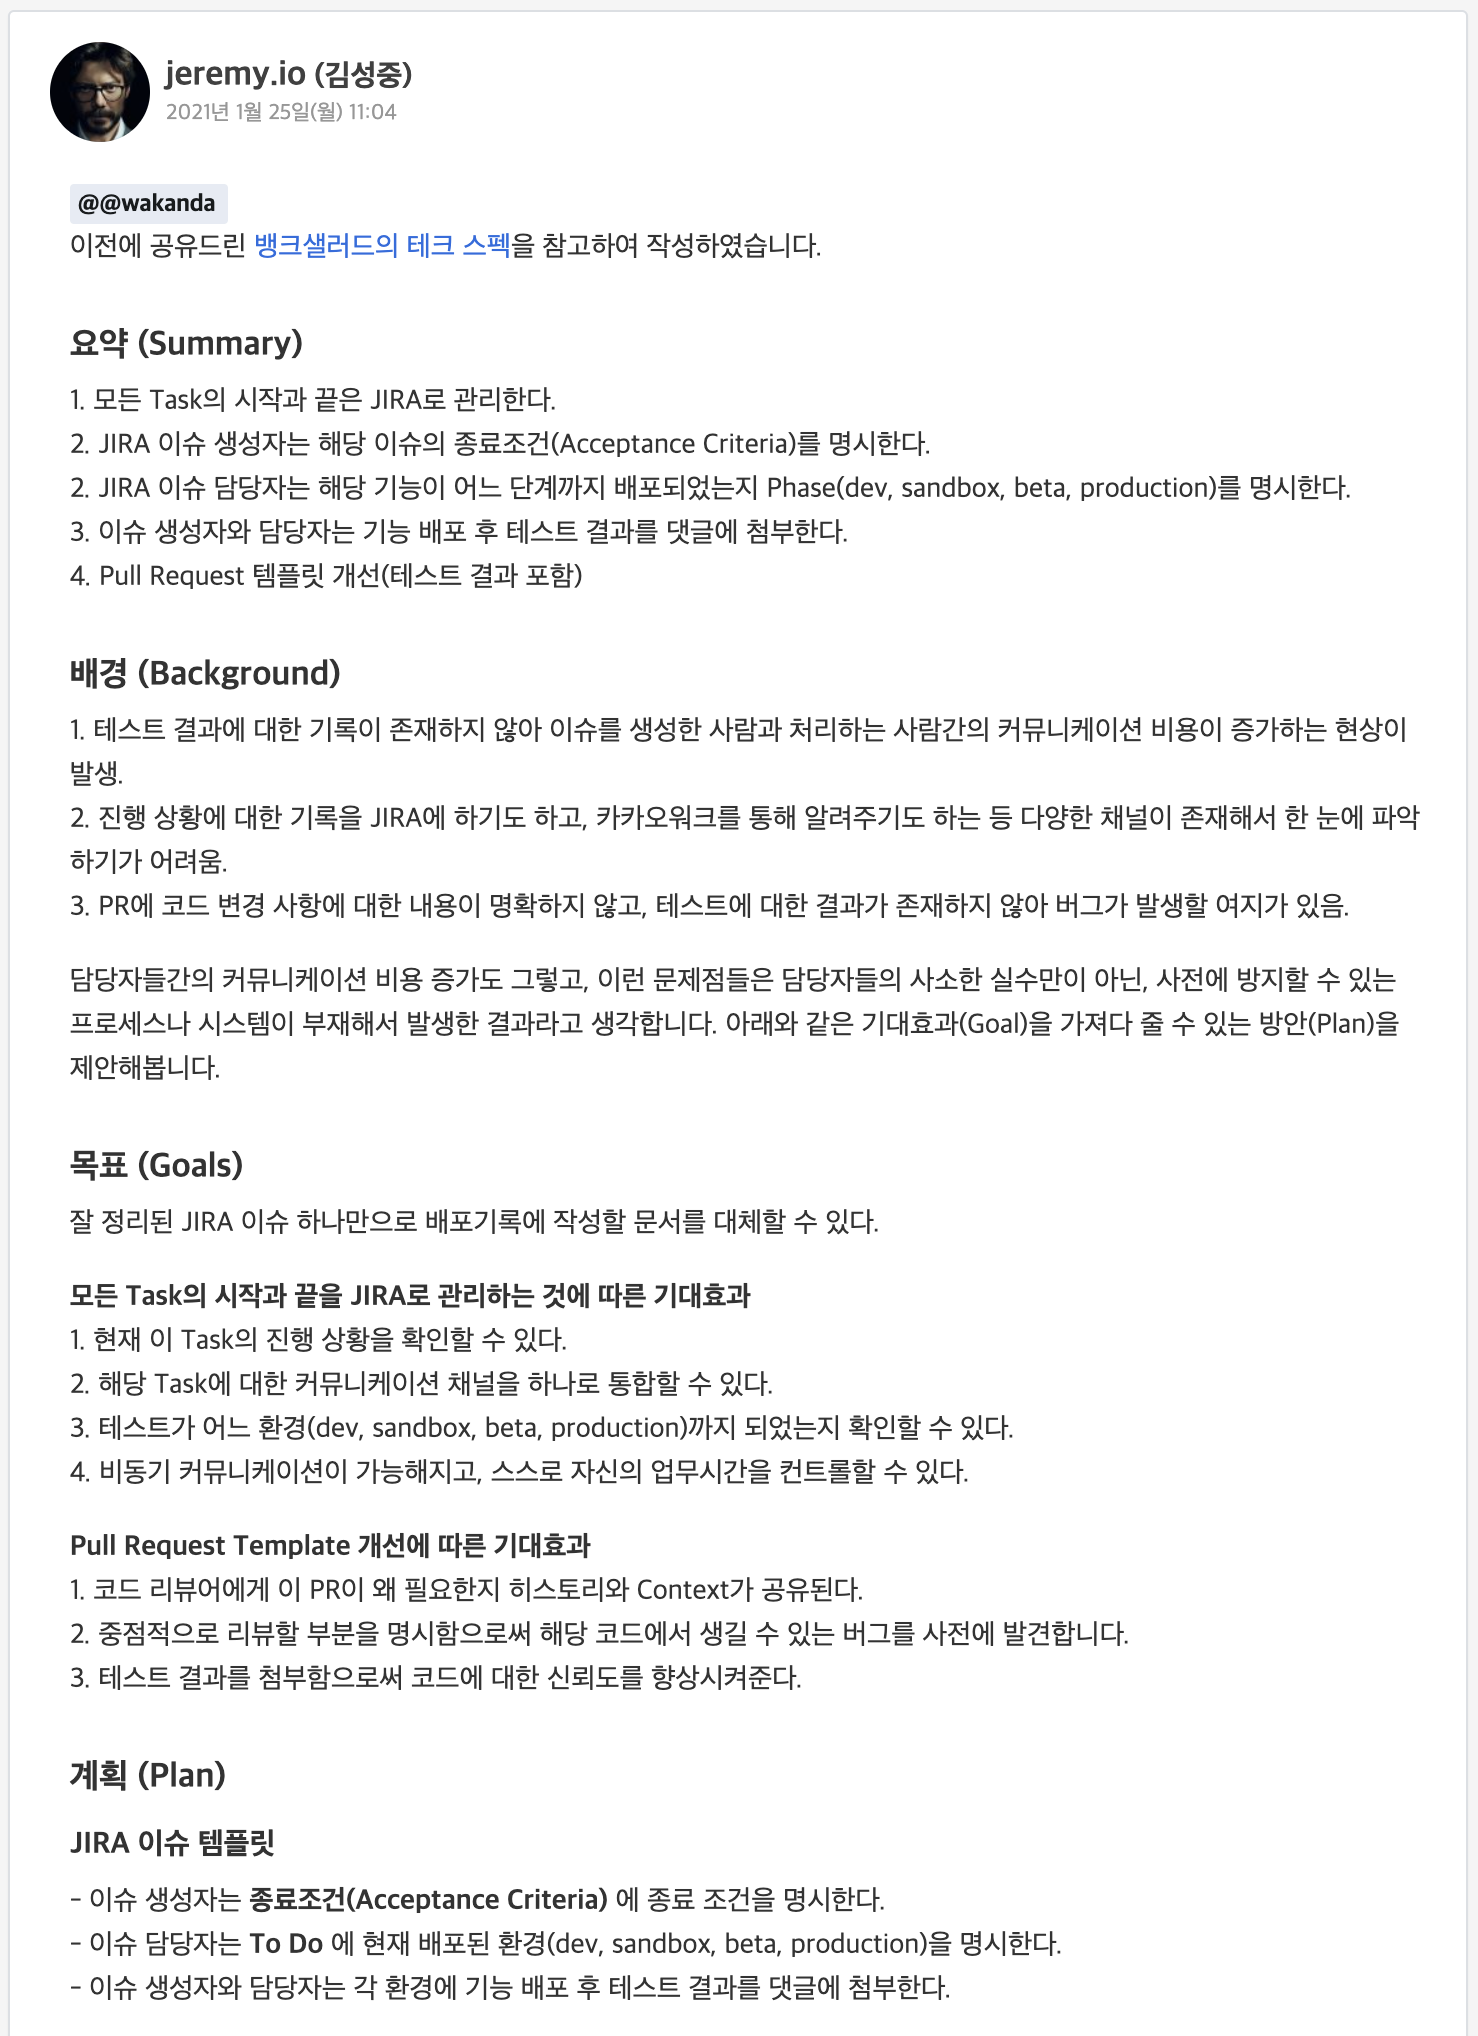 jeremy.io (김성중)
2021년 1월 25일(월) 11:04
@@wakanda
이전에 공유드린 뱅크샐러드의 테크 스펙을 참고하여 작성하였습니다.
요약 (Summary)
1. 모든 Task의 시작과 끝은 JIRA로 관리한다.
2. JIRA 이슈 생성자는 해당 이슈의 종료조건(Acceptance Criteria)를 명시한다.
2. JIRA 이슈 담당자는 해당 기능이 어느 단계까지 배포되었는지 Phase(dev, sandbox, beta, production)를 명시한다.
3. 이슈 생성자와 담당자는 기능 배포 후 테스트 결과를 댓글에 첨부한다.
4. Pull Request 템플릿 개선(테스트 결과 포함)
배경 (Background)
1. 테스트 결과에 대한 기록이 존재하지 않아 이슈를 생성한 사람과 처리하는 사람간의 커뮤니케이션 비용이 증가하는 현상이
발생.
2. 진행 상황에 대한 기록을 JIRA에 하기도 하고, 카카오워크를 통해 알려주기도 하는 등 다양한 채널이 존재해서 한 눈에 파악
하기가 어려움.
3. PR에 코드 변경 사항에 대한 내용이 명확하지 않고, 테스트에 대한 결과가 존재하지 않아 버그가 발생할 여지가 있음.
담당자들간의 커뮤니케이션 비용 증가도 그렇고, 이런 문제점들은 담당자들의 사소한 실수만이 아닌, 사전에 방지할 수 있는
프로세스나 시스템이 부재해서 발생한 결과라고 생각합니다. 아래와 같은 기대효과(Goal)을 가져다 줄 수 있는 방안(Plan)을
제안해봅니다.
목표 (Goals)
잘 정리된 JIRA 이슈 하나만으로 배포기록에 작성할 문서를 대체할 수 있다.
모든 Task의 시작과 끝을 JIRA로 관리하는 것에 따른 기대효과
1. 현재 이 Task의 진행 상황을 확인할 수 있다.
2. 해당 Task에 대한 커뮤니케이션 채널을 하나로 통합할 수 있다.
3. 테스트가 어느 환경(dev, sandbox, beta, production)까지 되었는지 확인할 수 있다.
4. 비동기 커뮤니케이션이 가능해지고, 스스로 자신의 업무시간을 컨트롤할 수 있다.
Pull Request Template 개선에 따른 기대효과
1. 코드 리뷰어에게 이 PR이 왜 필요한지 히스토리와 Context가 공유된다.
2. 중점적으로 리뷰할 부분을 명시함으로써 해당 코드에서 생길 수 있는 버그를 사전에 발견합니다.
3. 테스트 결과를 첨부함으로써 코드에 대한 신뢰도를 향상시켜준다.
계획 (Plan)
JIRA 이슈 템플릿
- 이슈 생성자는 종료조건(Acceptance Criteria) 에 종료 조건을 명시한다.
- 이슈 담당자는 To Do 에 현재 배포된 환경(dev, sandbox, beta, production)을 명시한다.
- 이슈 생성자와 담당자는 각 환경에 기능 배포 후 테스트 결과를 댓글에 첨부한다.